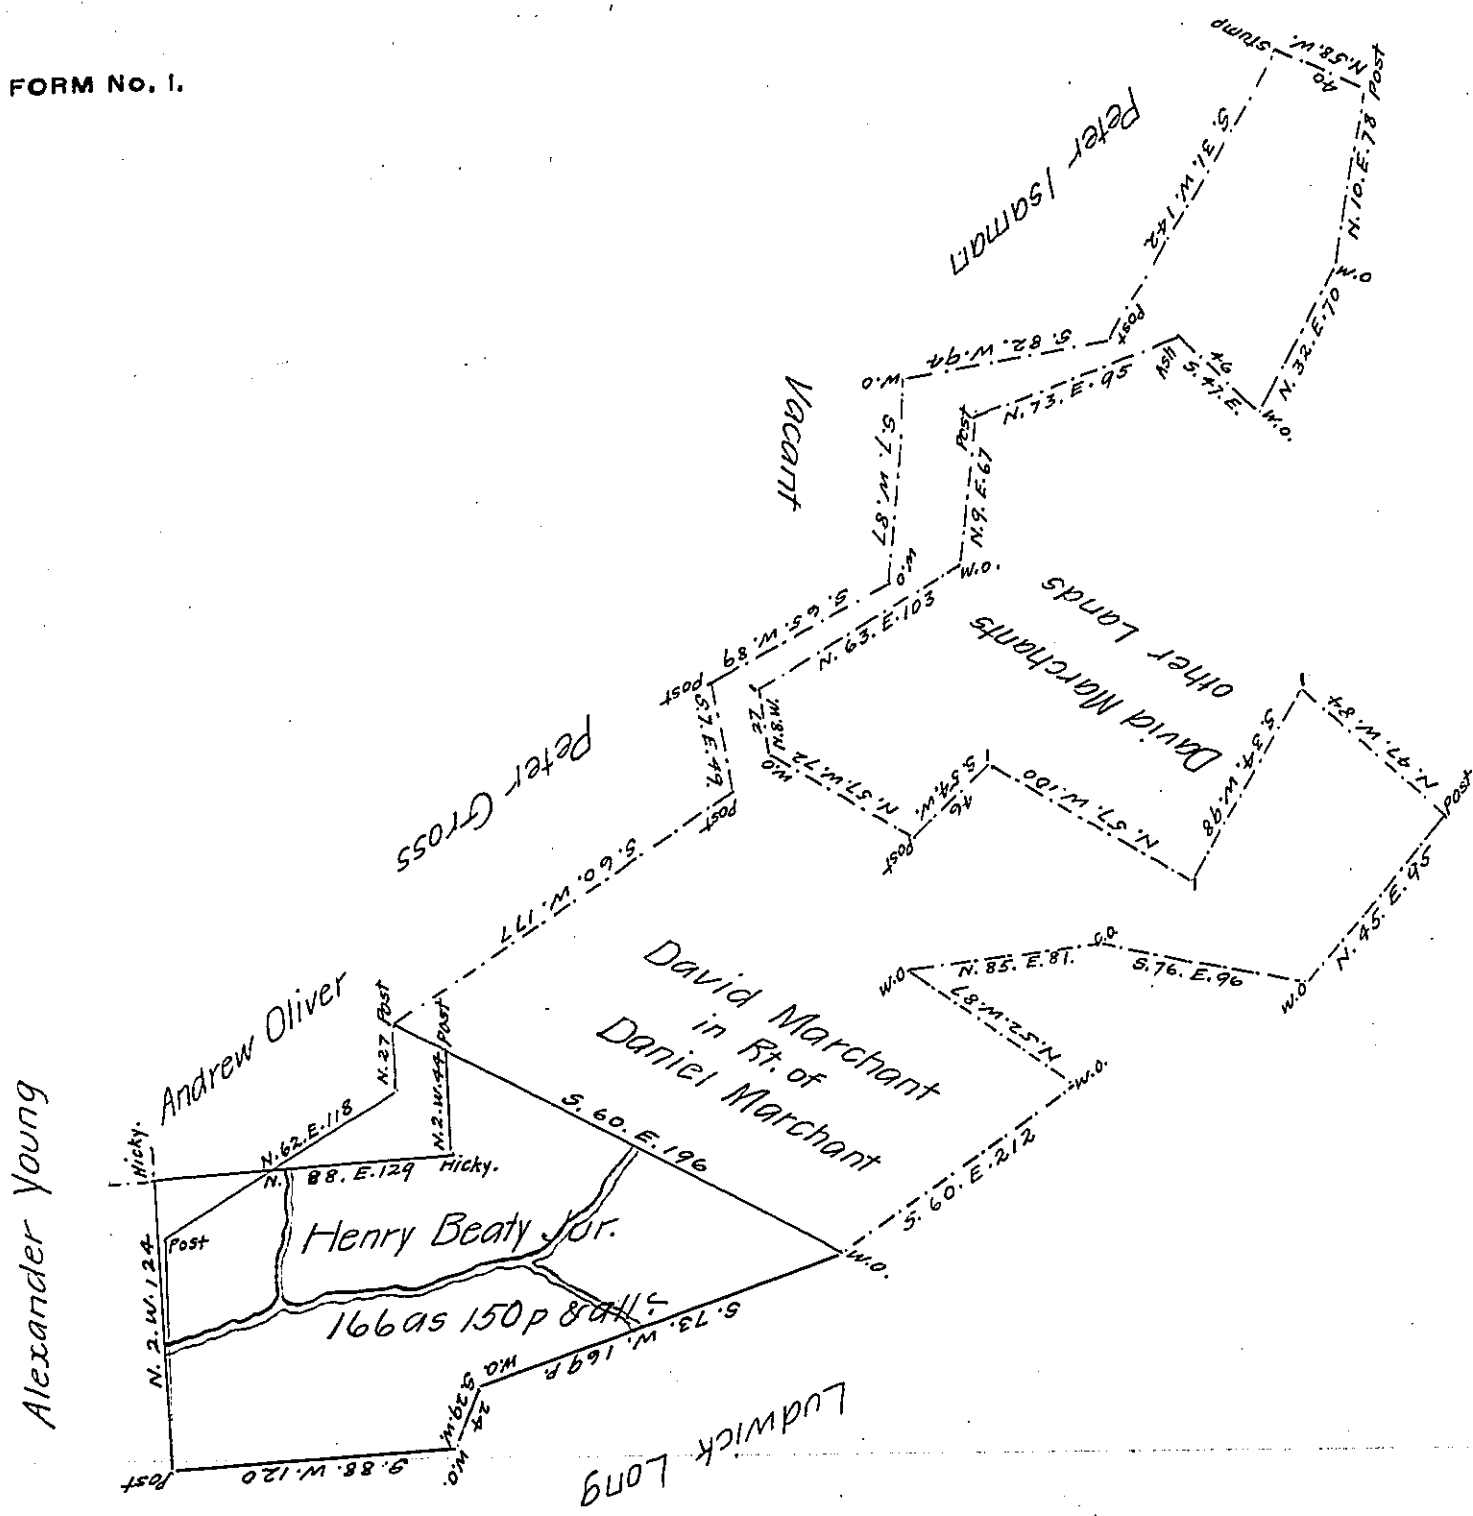 FORM No. 1.
stump
N.58.W.
40
Post
S. 31. W. 142
N. 10. E. 78
Peter Isaman
W.O.
N. 32. E. 70
Post
S. 82. W. 94
W.O
N. 73. E. 95
Ash
46
S. 47. E.
W.O.
Vacant
S. 7. W. 87
Post
N. 9. E. 67
W.O
W.O.
S. 65. W. 89
N. 63. E. 103
Post
David Marchants
other Lands
S. 7. E. 49.
N. 8. W.
22
W.O
Post
Peter Gross
N. 57. W. 72
S. 54. W.
46
Post
N. 57. W. 100
S. 34. W. 98
N. 47. W. 84
Post
S. 60. W. 177
N. 45. E. 95
W.O
N. 85. E. 81.
C.O
S. 76. E. 96
W.O
N. 52. W. 87
David Marchant
in Rt. of
Daniel Marchant
W.O.
Andrew Oliver
Post
N. 27
Post
N. 2. W. 44
S. 60. E. 196
S. 60. E. 212
Hicky.
N. 62. E. 118
N. 88. E. 129
Hicky.
Alexander Young
Post
N. 2. W. 124
Henry Beaty Jur.
W.O.
166as 150p & all's
S. 73. W. 169 P.
W.O
S. 29. W.
24
W.O.
Post
S. 88. W. 120
Ludwick Long